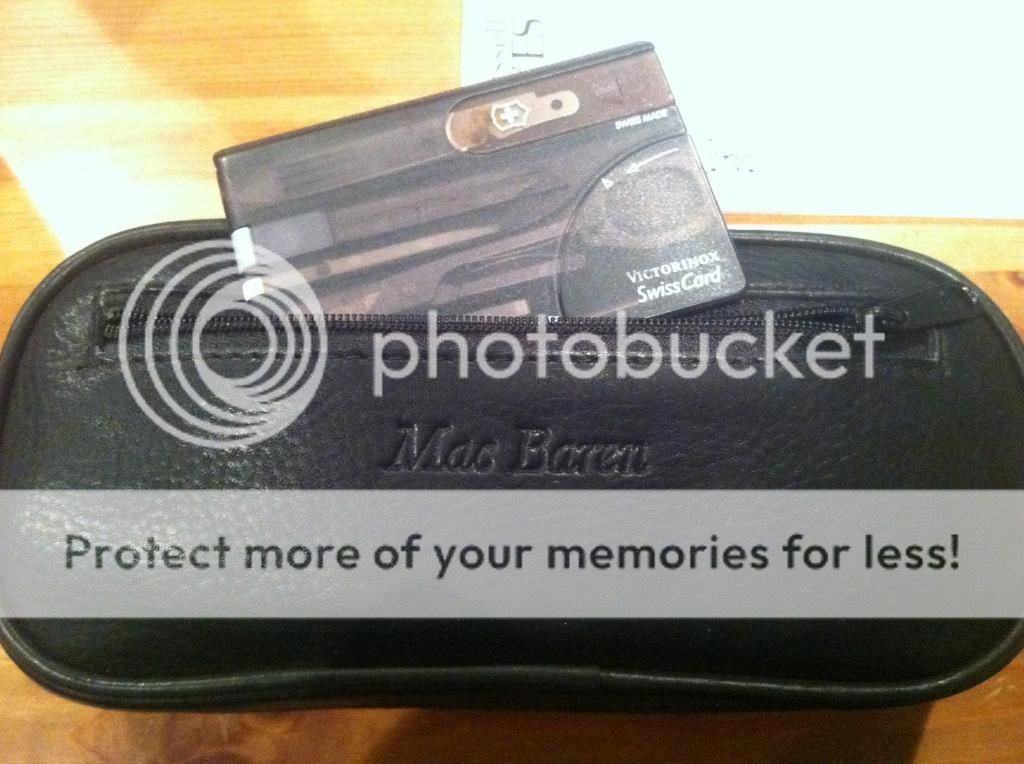 SWISS MADE
VICTORINOX
SwissCard
photobucket
Mac Baren
Protect more of your memories for less!